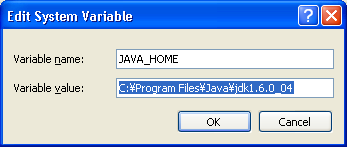 Edit System Variable
Variable name: JAVA_HOME
Variable value: C:¥Program Files¥Java¥jdk1.6.0_04
OK Cancel